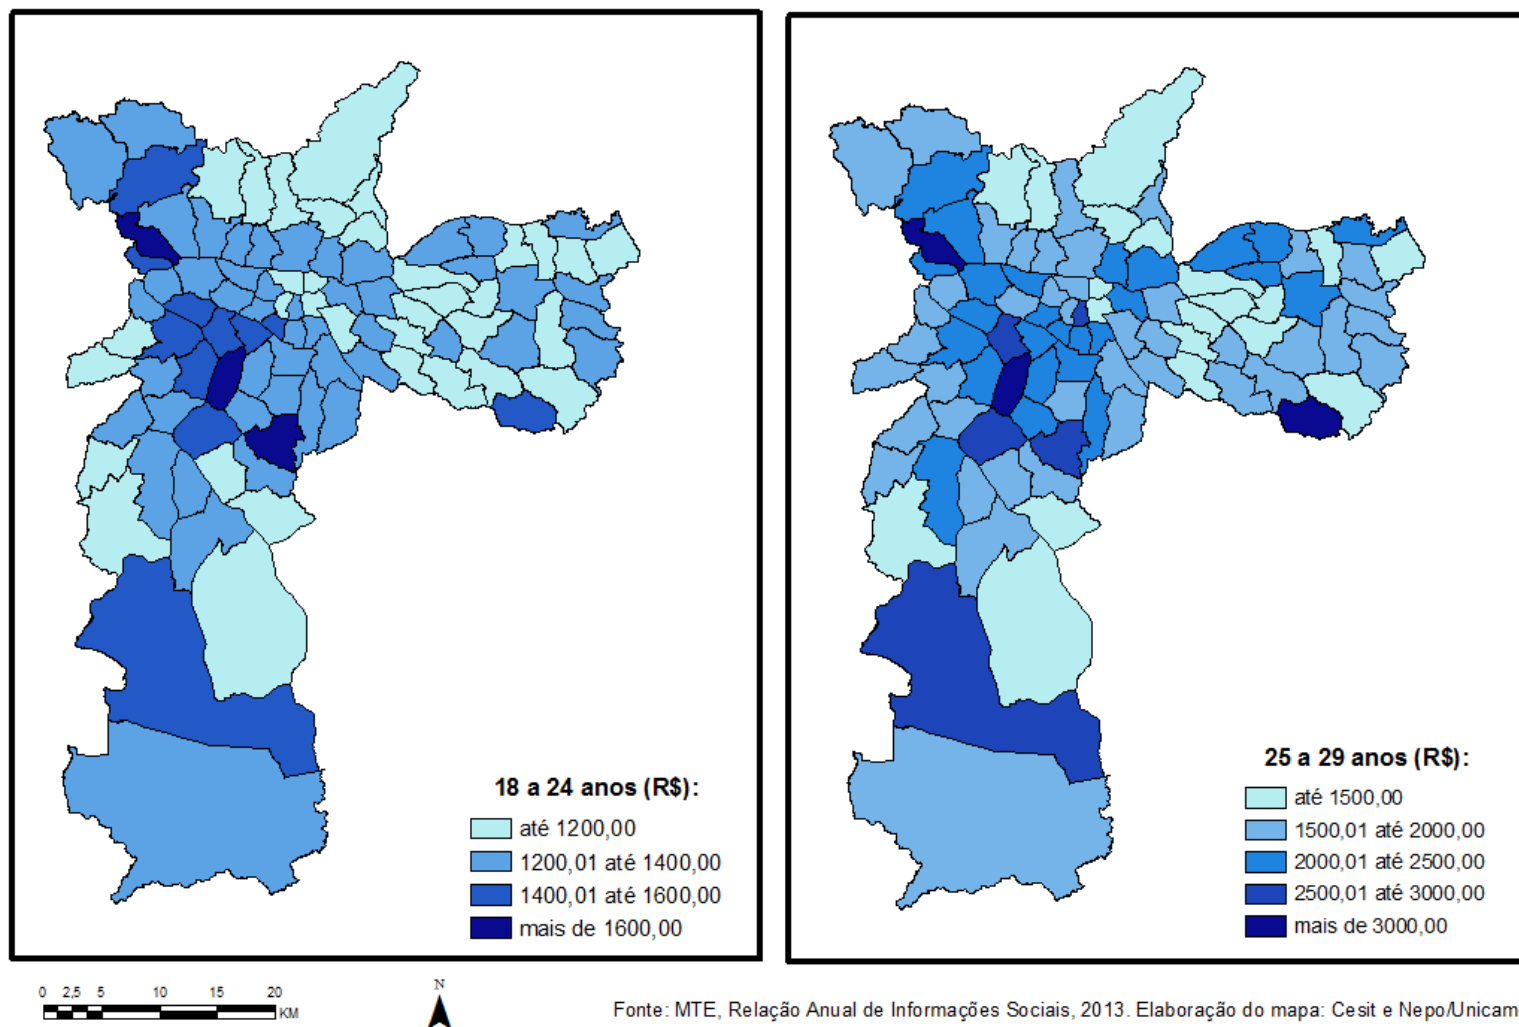 18 a 24 anos (R$):
até 1200,00
1200,01 até 1400,00
1400,01 até 1600,00
mais de 1600,00
25 a 29 anos (R$):
até 1500,00
1500,01 até 2000,00
2000,01 até 2500,00
2500,01 até 3000,00
mais de 3000,00
0 2,5 5 10 15 20
KM
N
Fonte: MTE, Relação Anual de Informações Sociais, 2013. Elaboração do mapa: Cesit e Nepo/Unicam